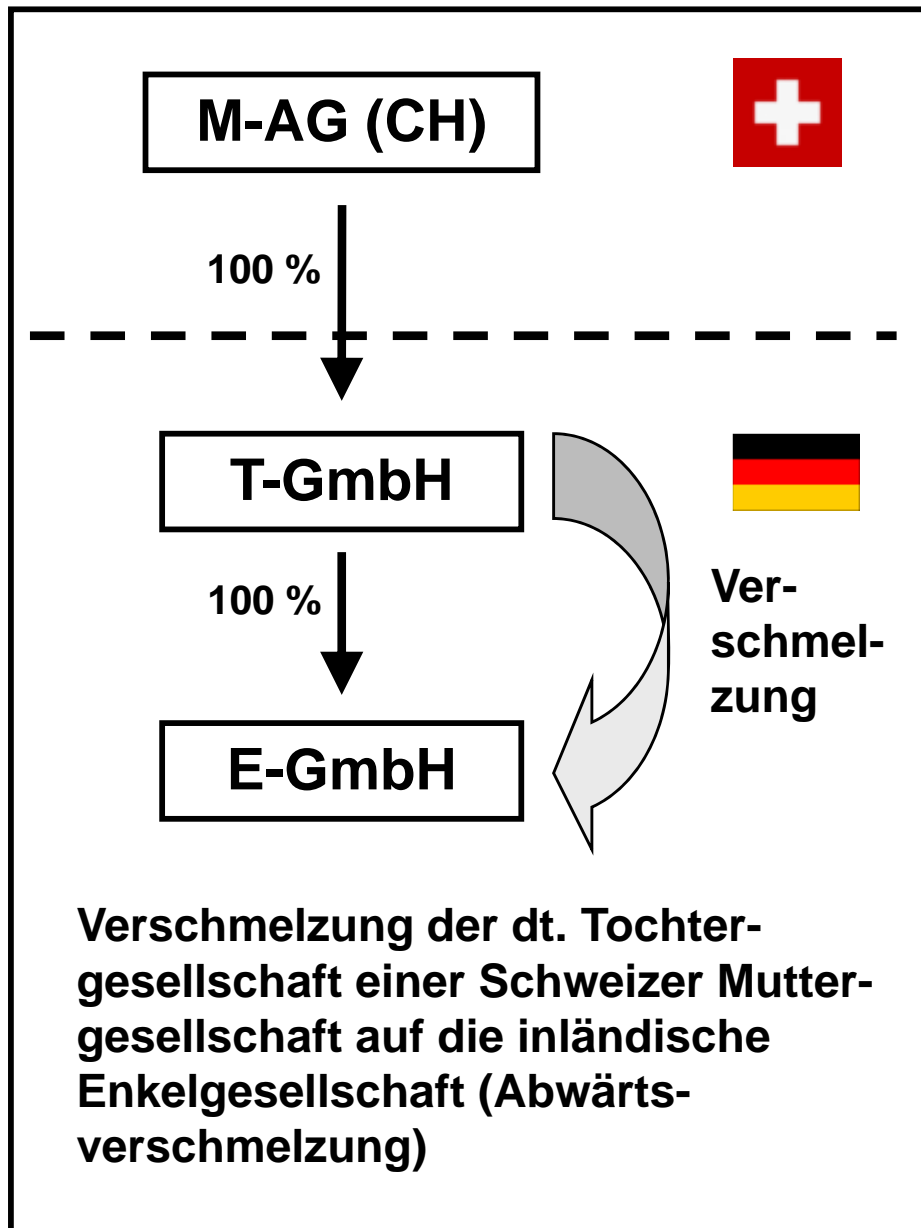 M-AG (CH)
100 %
T-GmbH
100 %
Ver-
schmel-
zung
E-GmbH
Verschmelzung der dt. Tochter-
gesellschaft einer Schweizer Mutter-
gesellschaft auf die inländische
Enkelgesellschaft (Abwärts-
verschmelzung)